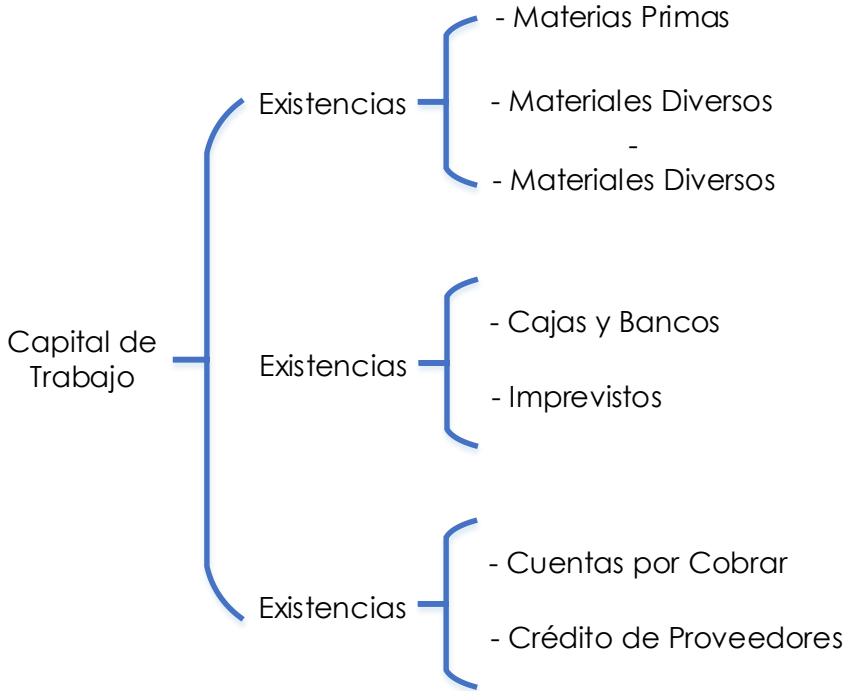 Capital de
Trabajo
Existencias
- Materias Primas
- Materiales Diversos
-
- Materiales Diversos
Existencias
- Cajas y Bancos
- Imprevistos
Existencias
- Cuentas por Cobrar
- Crédito de Proveedores